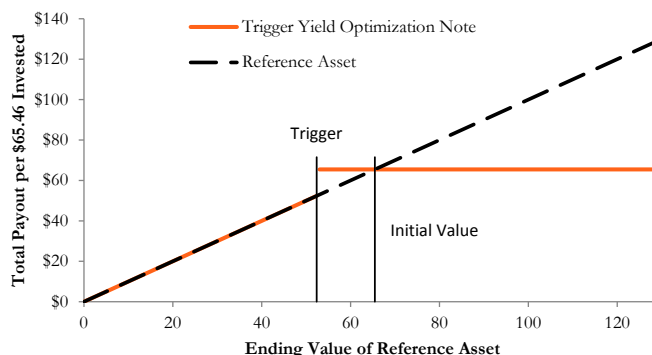 Trigger Yield Optimization Note
Reference Asset
Total Payout per $65.46 Invested
$140
$120
$100
$80
$60
$40
$20
$0
Trigger
Initial Value
0
20
40
60
80
100
120
Ending Value of Reference Asset